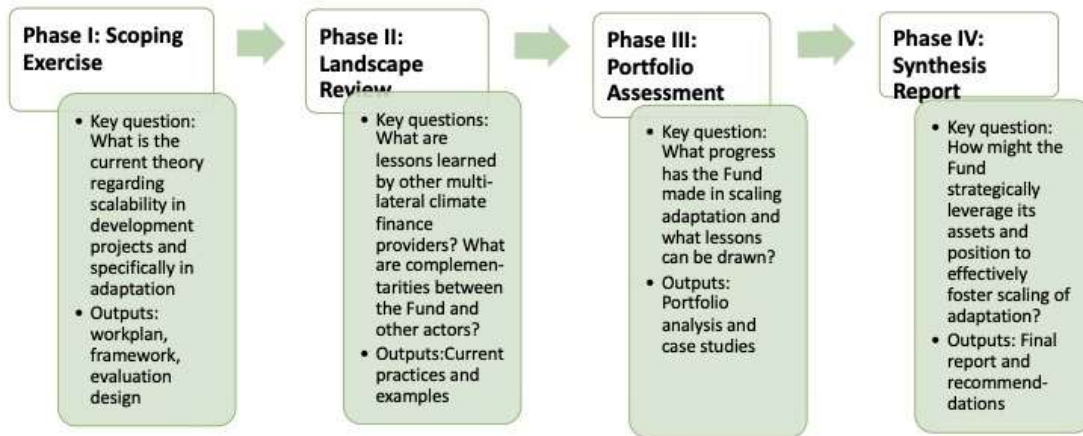 Phase I: Scoping
Exercise
• Key question:
What is the
current theory
regarding
scalability in
development
projects and
specifically in
adaptation
• Outputs:
workplan,
framework,
evaluation
design
Phase II:
Landscape
Review
• Key questions:
What are
lessons learned
by other multi-
lateral climate
finance
providers? What
are complemen-
tarities between
the Fund and
other actors?
• Outputs:Current
practices and
examples
Phase III:
Portfolio
Assessment
• Key question:
What progress
has the Fund
made in scaling
adaptation and
what lessons
can be drawn?
• Outputs:
Portfolio
analysis and
case studies
Phase IV:
Synthesis
Report
• Key question:
How might the
Fund
strategically
leverage its
assets and
position to
effectively
foster scaling of
adaptation?
• Outputs: Final
report and
recommend-
dations